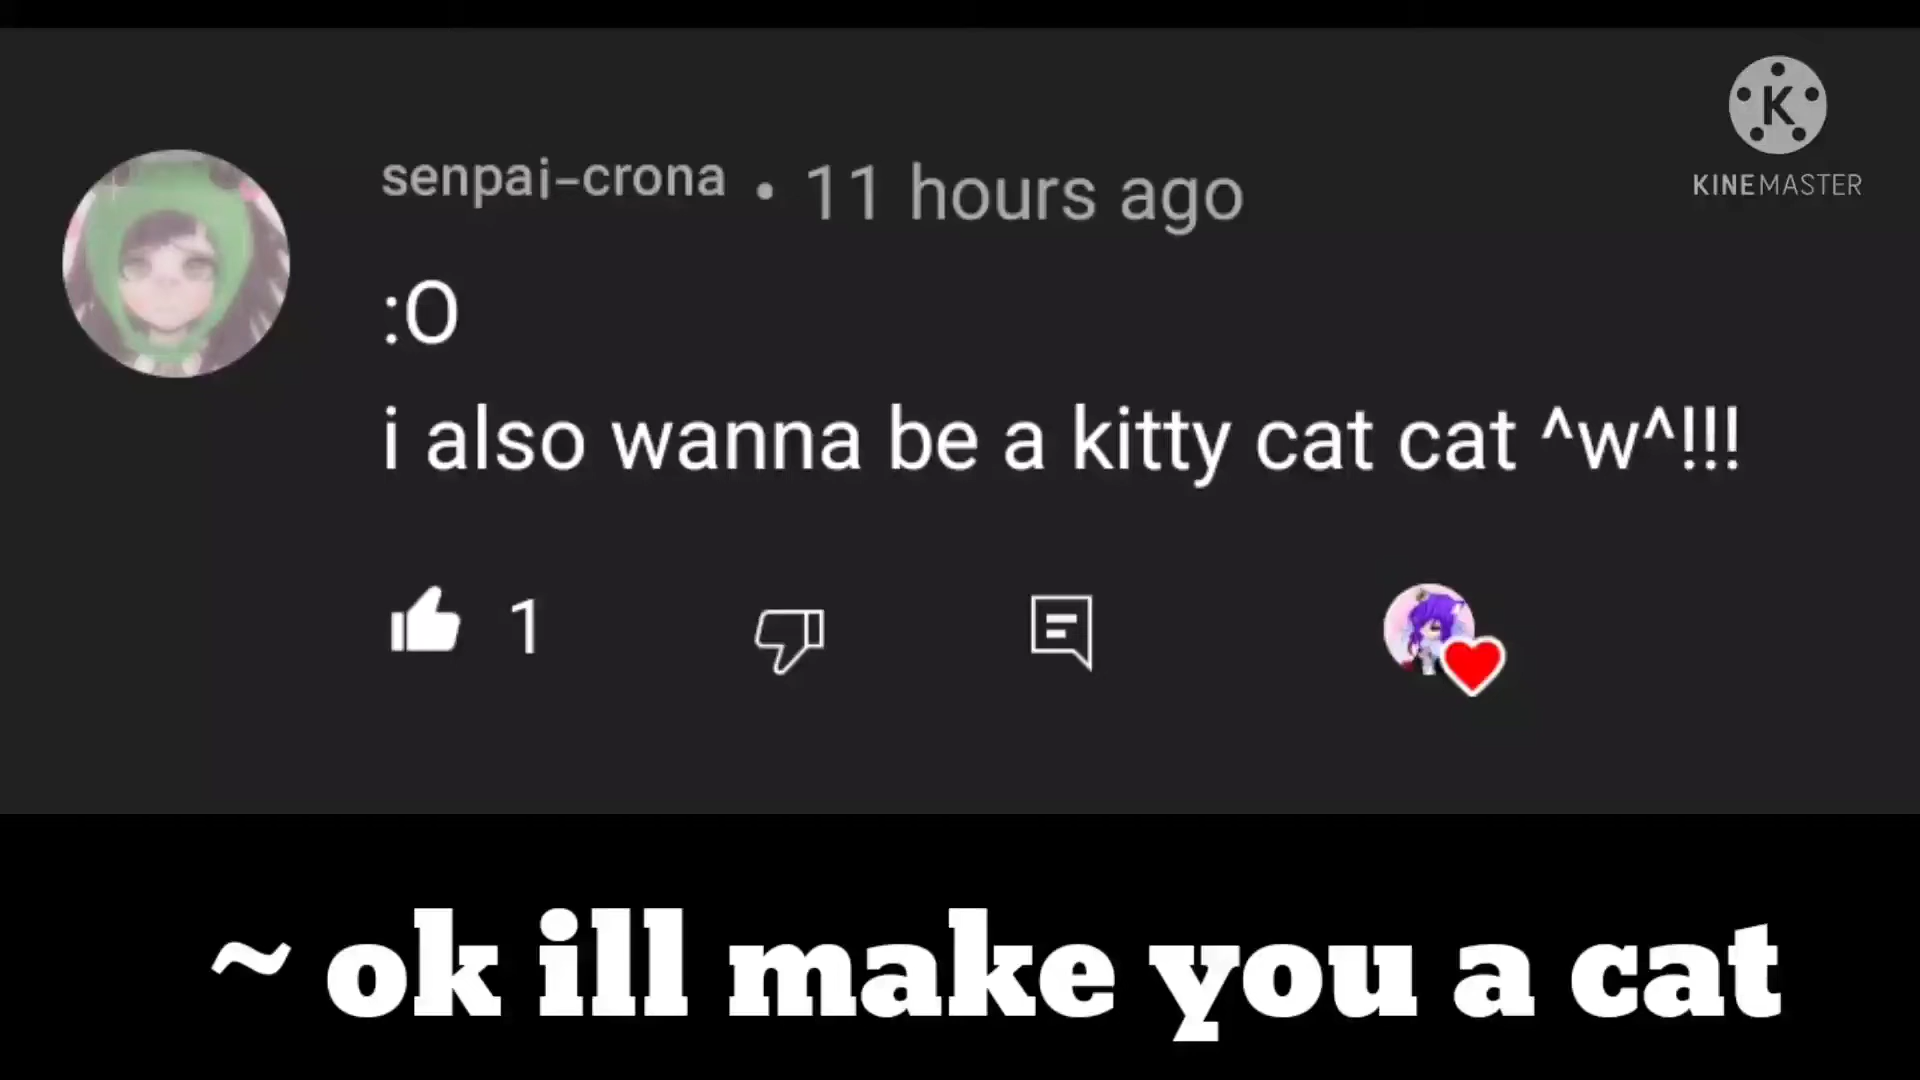 K
KINEMASTER
senpai-crona • 11 hours ago
:O
i also wanna be a kitty cat cat ^w^!!!
1
~ ok ill make you a cat